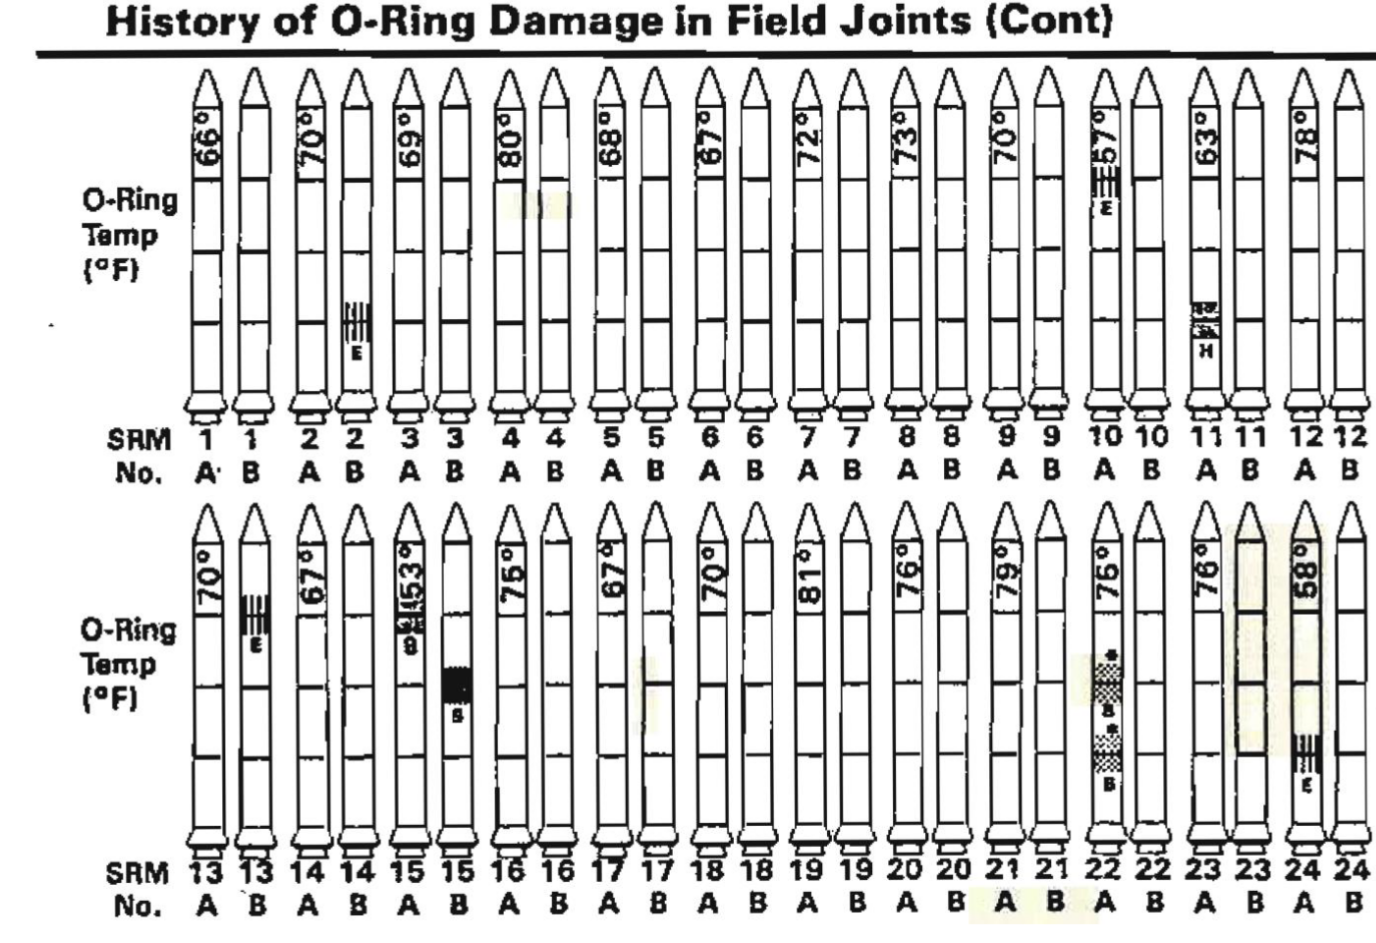 History of O-Ring Damage in Field Joints (Cont)
66° 70° 69° 80° 68° 67° 72° 73° 70° 57° 63° 78°
O-Ring
Temp
(°F)
E
E
H
SRM 1 1 2 2 3 3 4 4 5 5 6 6 7 7 8 8 9 9 10 10 11 11 12 12
No. A B A B A B A B A B A B A B A B A B A B A B A B
70° 67° 53° 75° 67° 70° 81° 76° 79° 76° 58°
O-Ring
Temp
(°F)
E
*
B
*
B
E
SRM 13 13 14 14 15 15 16 16 17 17 18 18 19 19 20 20 21 21 22 22 23 23 24 24
No. A B A B A B A B A B A B A B A B A B A B A B A B